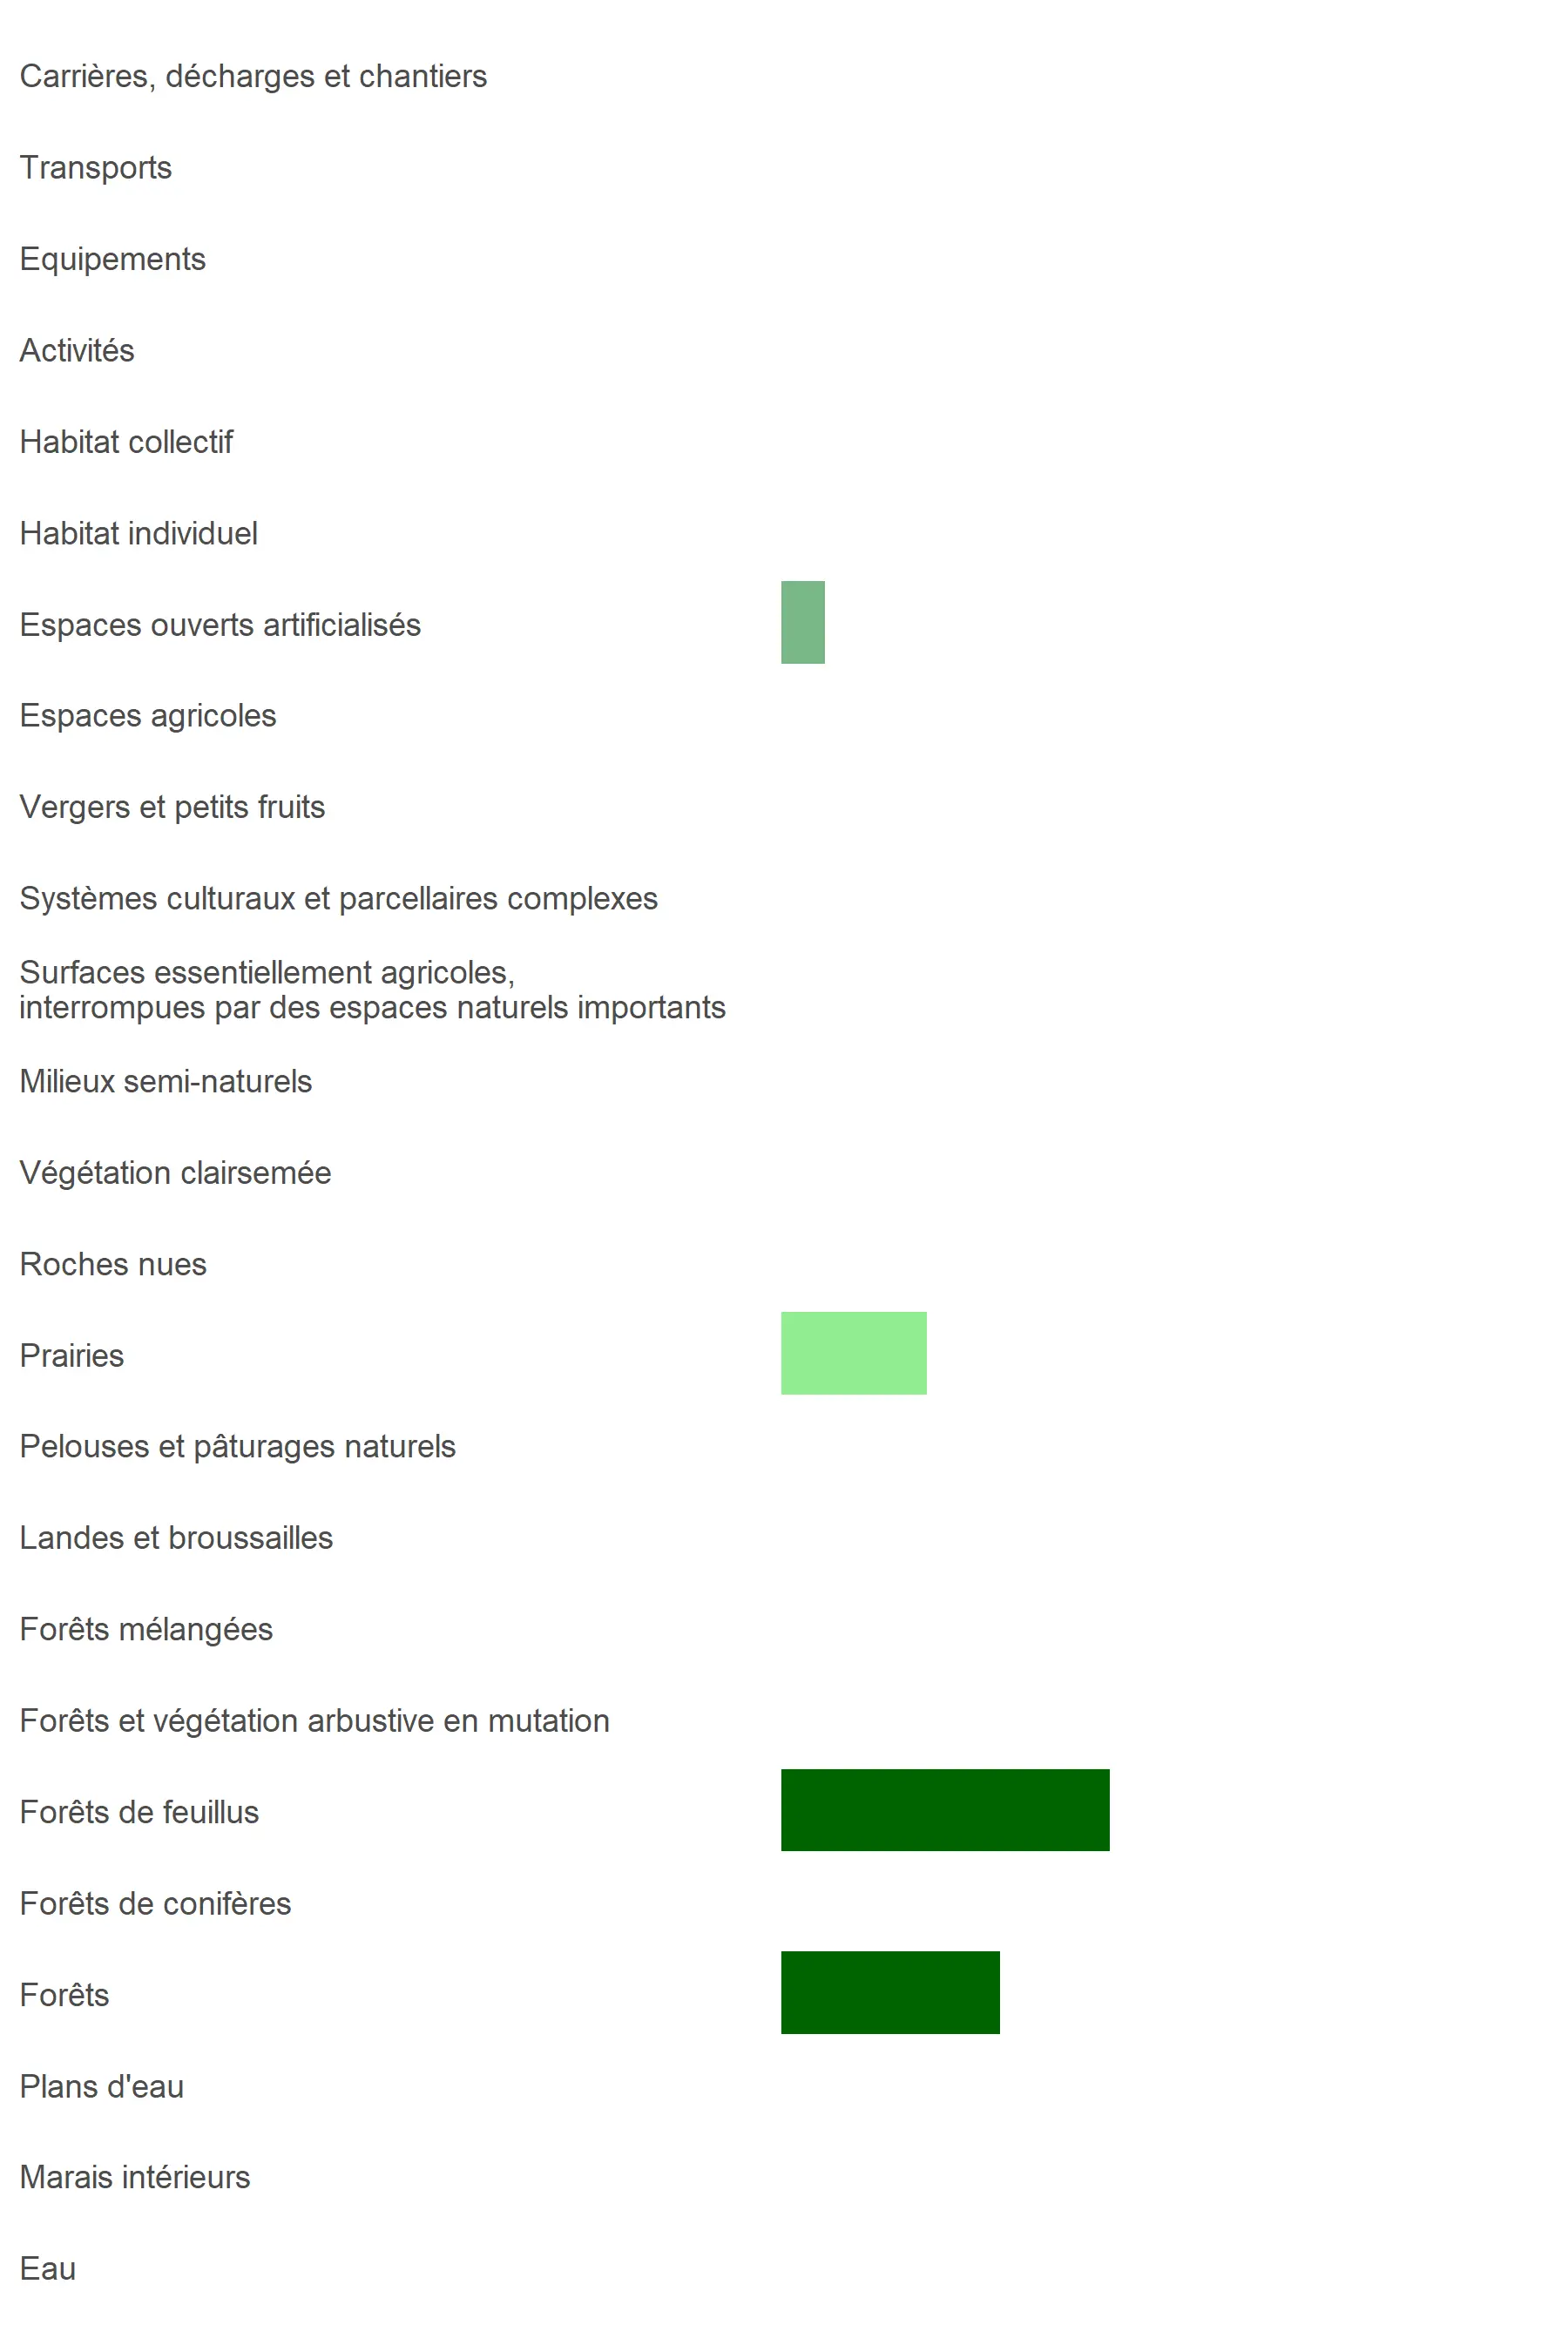 Carrières, décharges et chantiers
Transports
Equipements
Activités
Habitat collectif
Habitat individuel
Espaces ouverts artificialisés
Espaces agricoles
Vergers et petits fruits
Systèmes culturaux et parcellaires complexes
Surfaces essentiellement agricoles,
interrompues par des espaces naturels importants
Milieux semi-naturels
Végétation clairsemée
Roches nues
Prairies
Pelouses et pâturages naturels
Landes et broussailles
Forêts mélangées
Forêts et végétation arbustive en mutation
Forêts de feuillus
Forêts de conifères
Forêts
Plans d'eau
Marais intérieurs
Eau